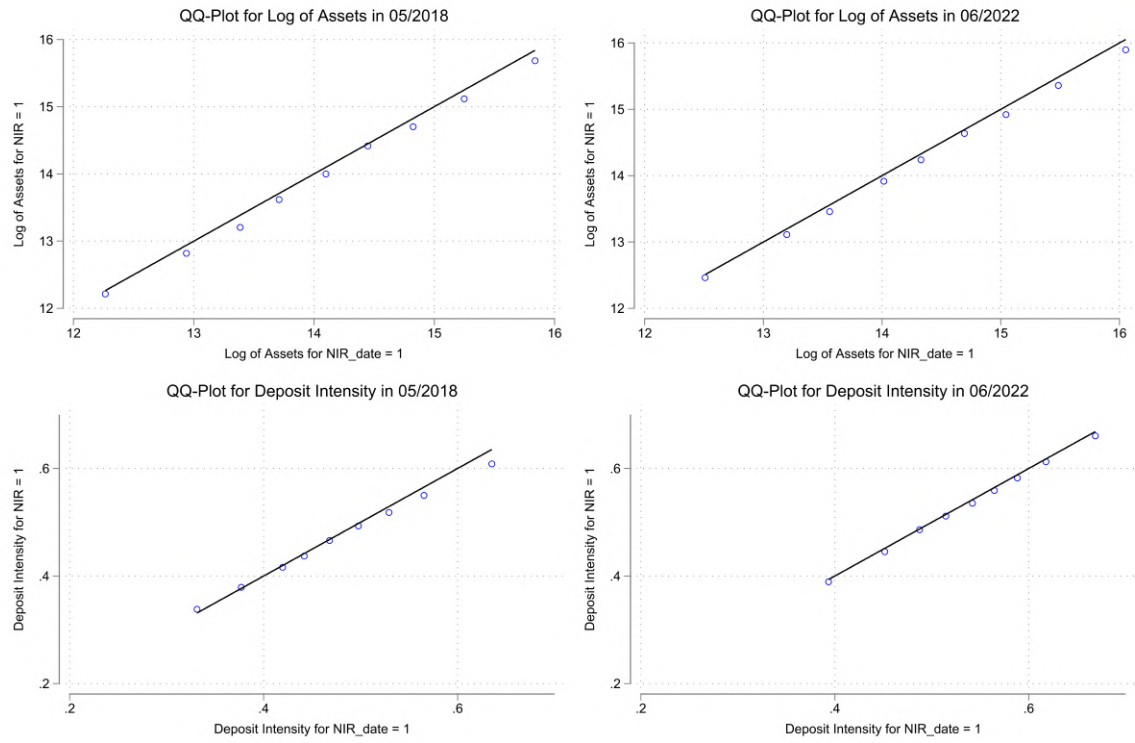 QQ-Plot for Log of Assets in 05/2018
16
15
14
13
12
Log of Assets for NIR = 1
12 13 14 15 16
Log of Assets for NIR_date = 1
QQ-Plot for Log of Assets in 06/2022
16
15
14
13
12
Log of Assets for NIR = 1
12 13 14 15 16
Log of Assets for NIR_date = 1
QQ-Plot for Deposit Intensity in 05/2018
.6
.4
.2
Deposit Intensity for NIR = 1
.2 .4 .6
Deposit Intensity for NIR_date = 1
QQ-Plot for Deposit Intensity in 06/2022
.6
.4
.2
Deposit Intensity for NIR = 1
.2 .4 .6
Deposit Intensity for NIR_date = 1